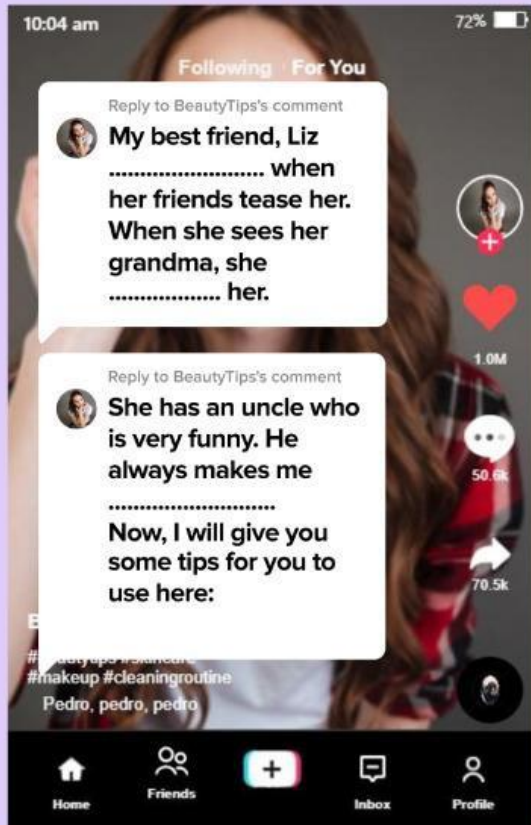 10:04 am
72%
Following For You
Reply to BeautyTips's comment
My best friend, Liz
......................... when
her friends tease her.
When she sees her
grandma, she
.................. her.
1.0M
Reply to BeautyTips's comment
She has an uncle who
is very funny. He
always makes me
...........................
Now, I will give you
some tips for you to
use here:
50.6k
70.5k
#makeup #cleaningroutine
Pedro, pedro, pedro
Home
Friends
Inbox
Profile